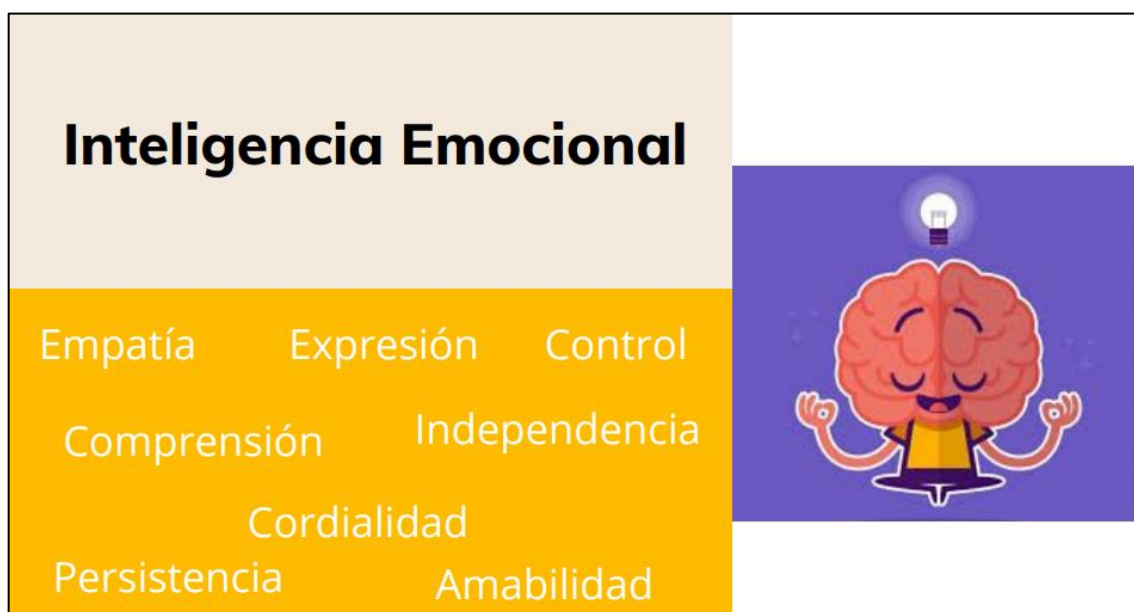 Inteligencia Emocional
Empatía Expresión Control
Comprensión Independencia
Cordialidad
Persistencia Amabilidad